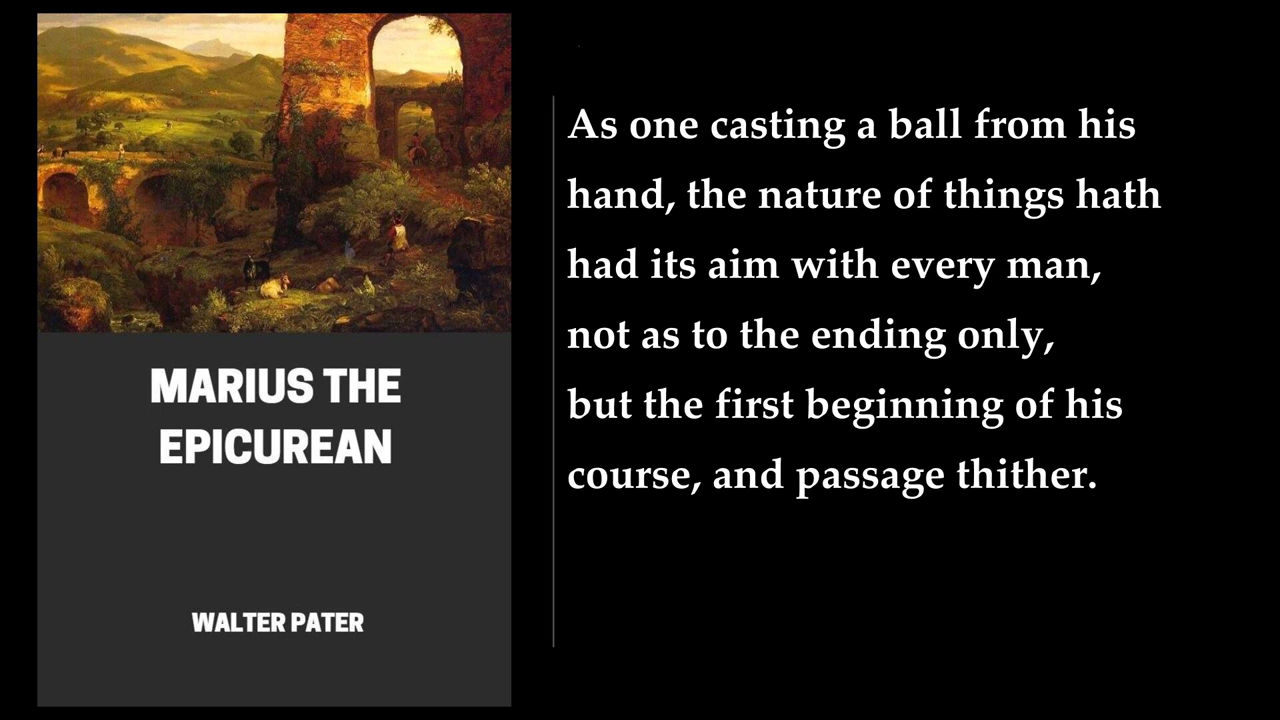 MARIUS THE
EPICUREAN
WALTER PATER
As one casting a ball from his
hand, the nature of things hath
had its aim with every man,
not as to the ending only,
but the first beginning of his
course, and passage thither.